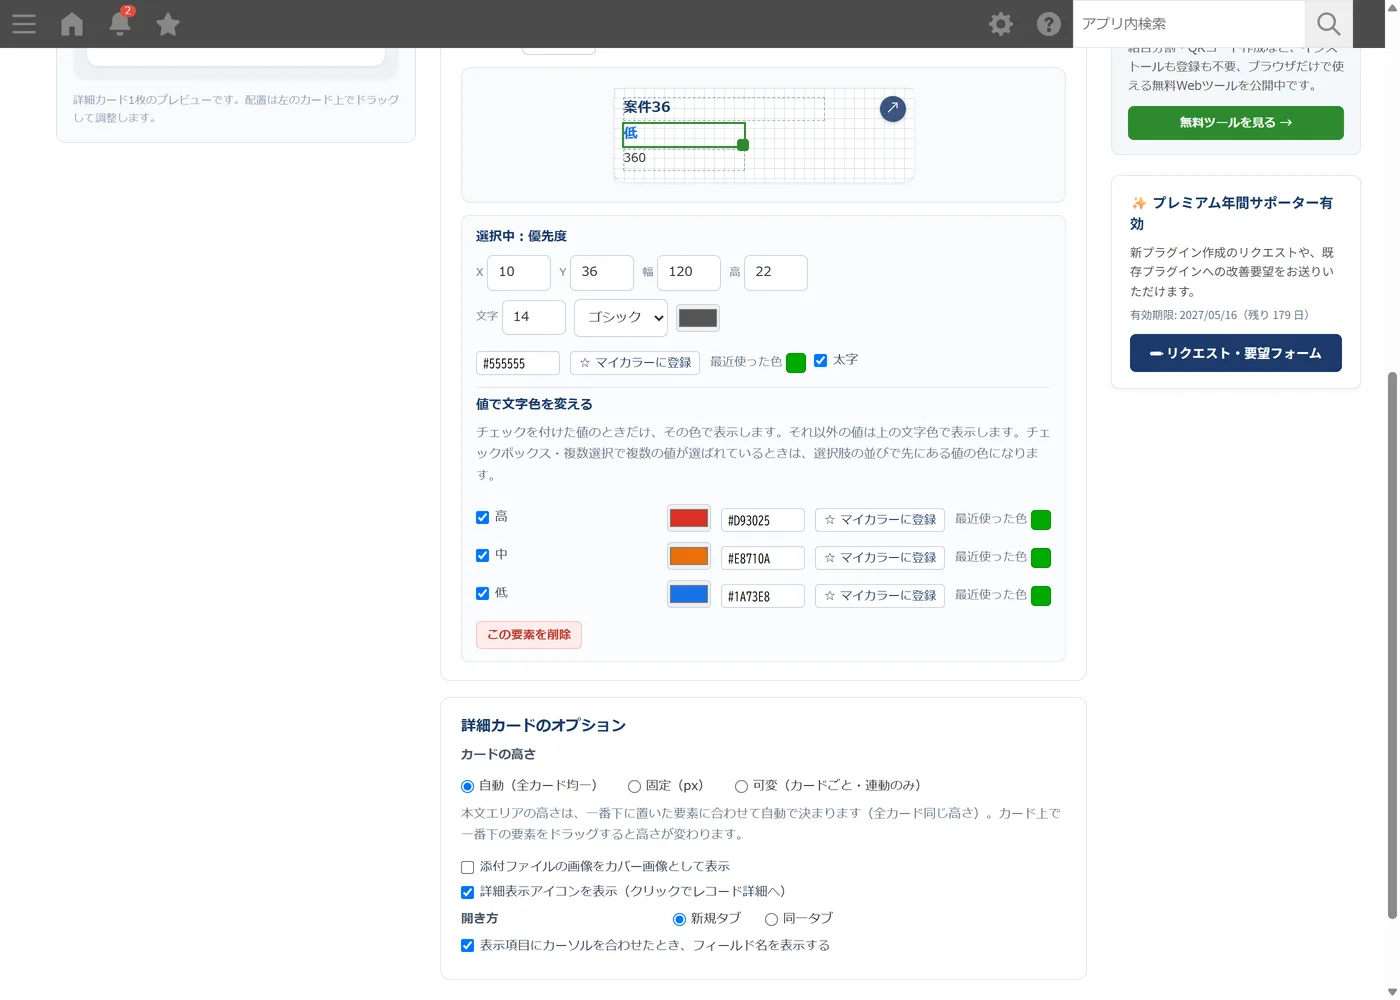 2
アプリ内検索
トールも登録も不要、ブラウザだけで使
える無料Webツールを公開中です。
無料ツールを見る →
詳細カード1枚のプレビューです。配置は左のカード上でドラッグ
して調整します。
案件36
低
360
✨ プレミアム年間サポーター有
効
新プラグイン作成のリクエストや、既
存プラグインへの改善要望をお送りい
ただけます。
有効期限: 2027/05/16（残り 179 日）
リクエスト・要望フォーム
選択中：優先度
X 10 Y 36 幅 120 高 22
文字 14 ゴシック
#555555 ☆ マイカラーに登録 最近使った色 太字
値で文字色を変える
チェックを付けた値のときだけ、その色で表示します。それ以外の値は上の文字色で表示します。チェ
ックボックス・複数選択で複数の値が選ばれているときは、選択肢の並びで先にある値の色になりま
す。
高 #D93025 ☆ マイカラーに登録 最近使った色
中 #E8710A ☆ マイカラーに登録 最近使った色
低 #1A73E8 ☆ マイカラーに登録 最近使った色
この要素を削除
詳細カードのオプション
カードの高さ
自動（全カード均一） 固定（px） 可変（カードごと・連動のみ）
本文エリアの高さは、一番下に置いた要素に合わせて自動で決まります（全カード同じ高さ）。カード上で
一番下の要素をドラッグすると高さが変わります。
添付ファイルの画像をカバー画像として表示
詳細表示アイコンを表示（クリックでレコード詳細へ）
開き方 新規タブ 同一タブ
表示項目にカーソルを合わせたとき、フィールド名を表示する